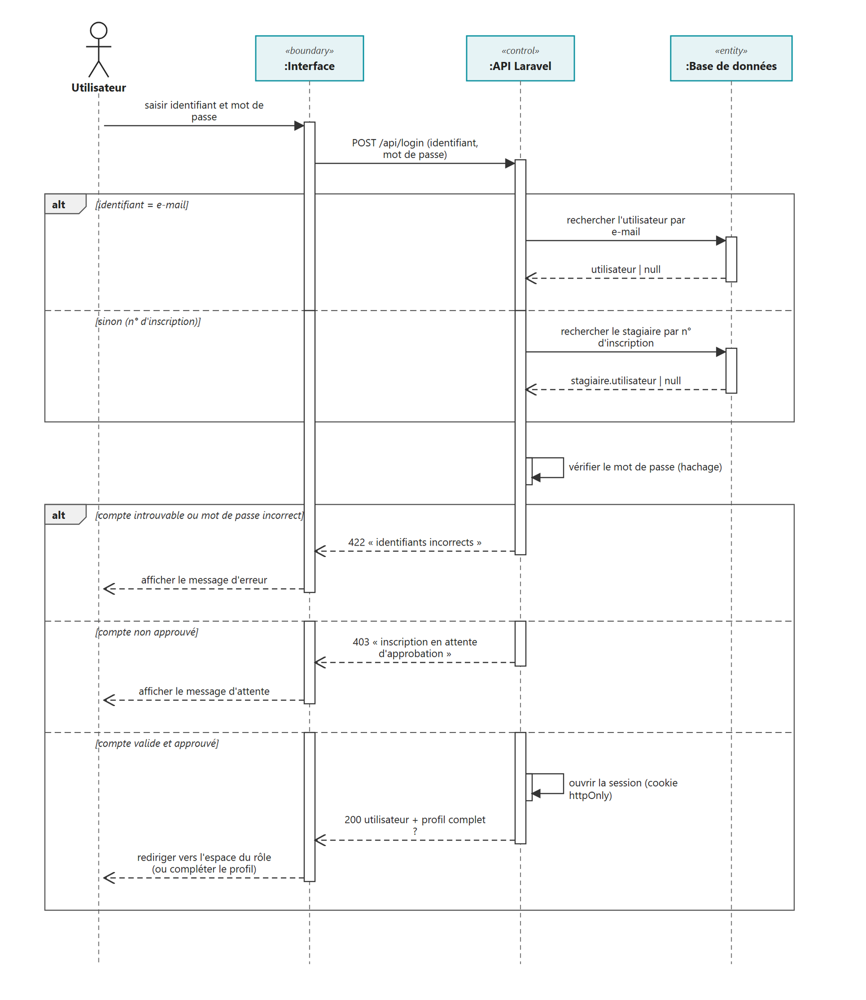 Utilisateur
«boundary»
:Interface
«control»
:API Laravel
«entity»
:Base de données
saisir identifiant et mot de
passe
POST /api/login (identifiant,
mot de passe)
alt
[identifiant = e-mail]
rechercher l'utilisateur par
e-mail
utilisateur | null
[sinon (n° d'inscription)]
rechercher le stagiaire par n°
d'inscription
stagiaire.utilisateur | null
vérifier le mot de passe (hachage)
alt
[compte introuvable ou mot de passe incorrect]
422 « identifiants incorrects »
afficher le message d'erreur
[compte non approuvé]
403 « inscription en attente
d'approbation »
afficher le message d'attente
[compte valide et approuvé]
ouvrir la session (cookie
httpOnly)
200 utilisateur + profil complet
?
rediriger vers l'espace du rôle
(ou compléter le profil)